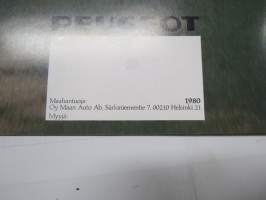 PEUGEOT
Maahantuoja: 1980
Oy Maan Auto Ab, Särkiniementie 7, 00210 Helsinki 21
Myyjä: